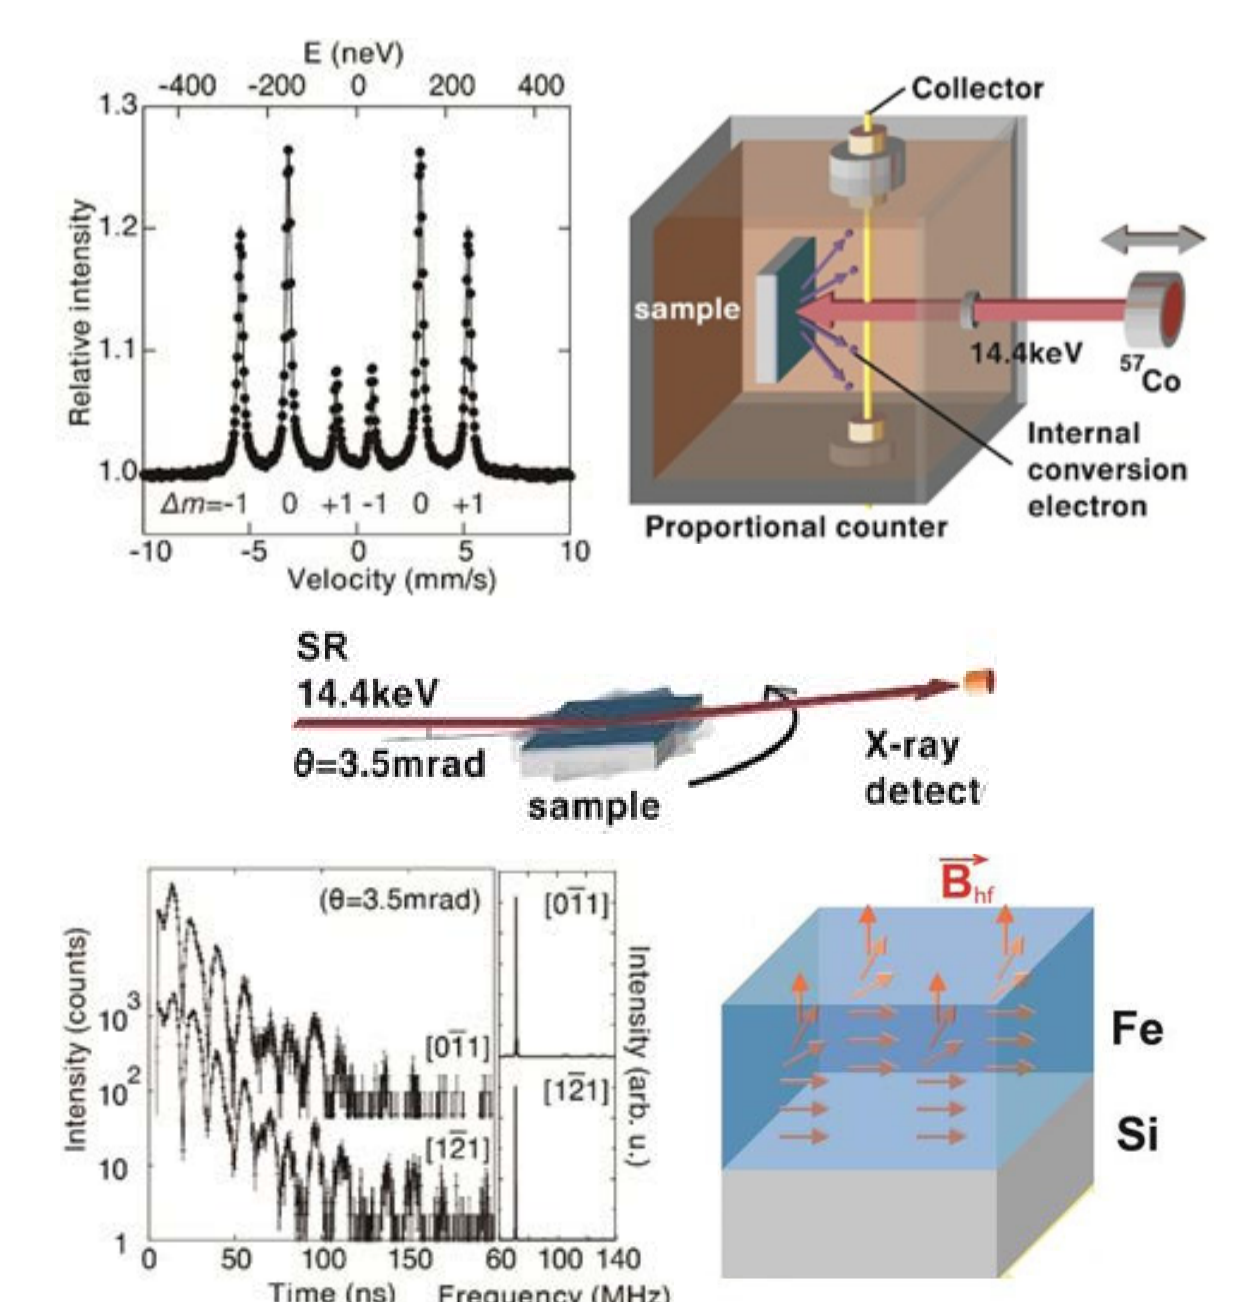 E (neV)
-400 -200 0 200 400
1.3
1.2
1.1
1.0
Relative intensity
Δm=-1 0 +1 -1 0 +1
-10 -5 0 5 10
Velocity (mm/s)
Collector
sample
14.4keV
57Co
Internal
conversion
electron
Proportional counter
SR
14.4keV
θ=3.5mrad
sample
X-ray
detect
(θ=3.5mrad)
Intensity (counts)
10³
10²
10
1
[01̅1]
[12̅1]
0 50 100 150
Time (ns)
[01̅1]
[12̅1]
Intensity (arb. u.)
60 100 140
Frequency (MHz)
B⃗hf
Fe
Si